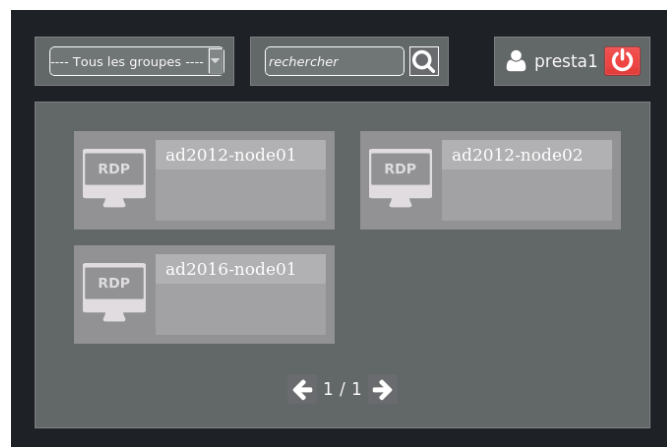 ---- Tous les groupes ----
rechercher
presta1
RDP
ad2012-node01
RDP
ad2012-node02
RDP
ad2016-node01
1 / 1